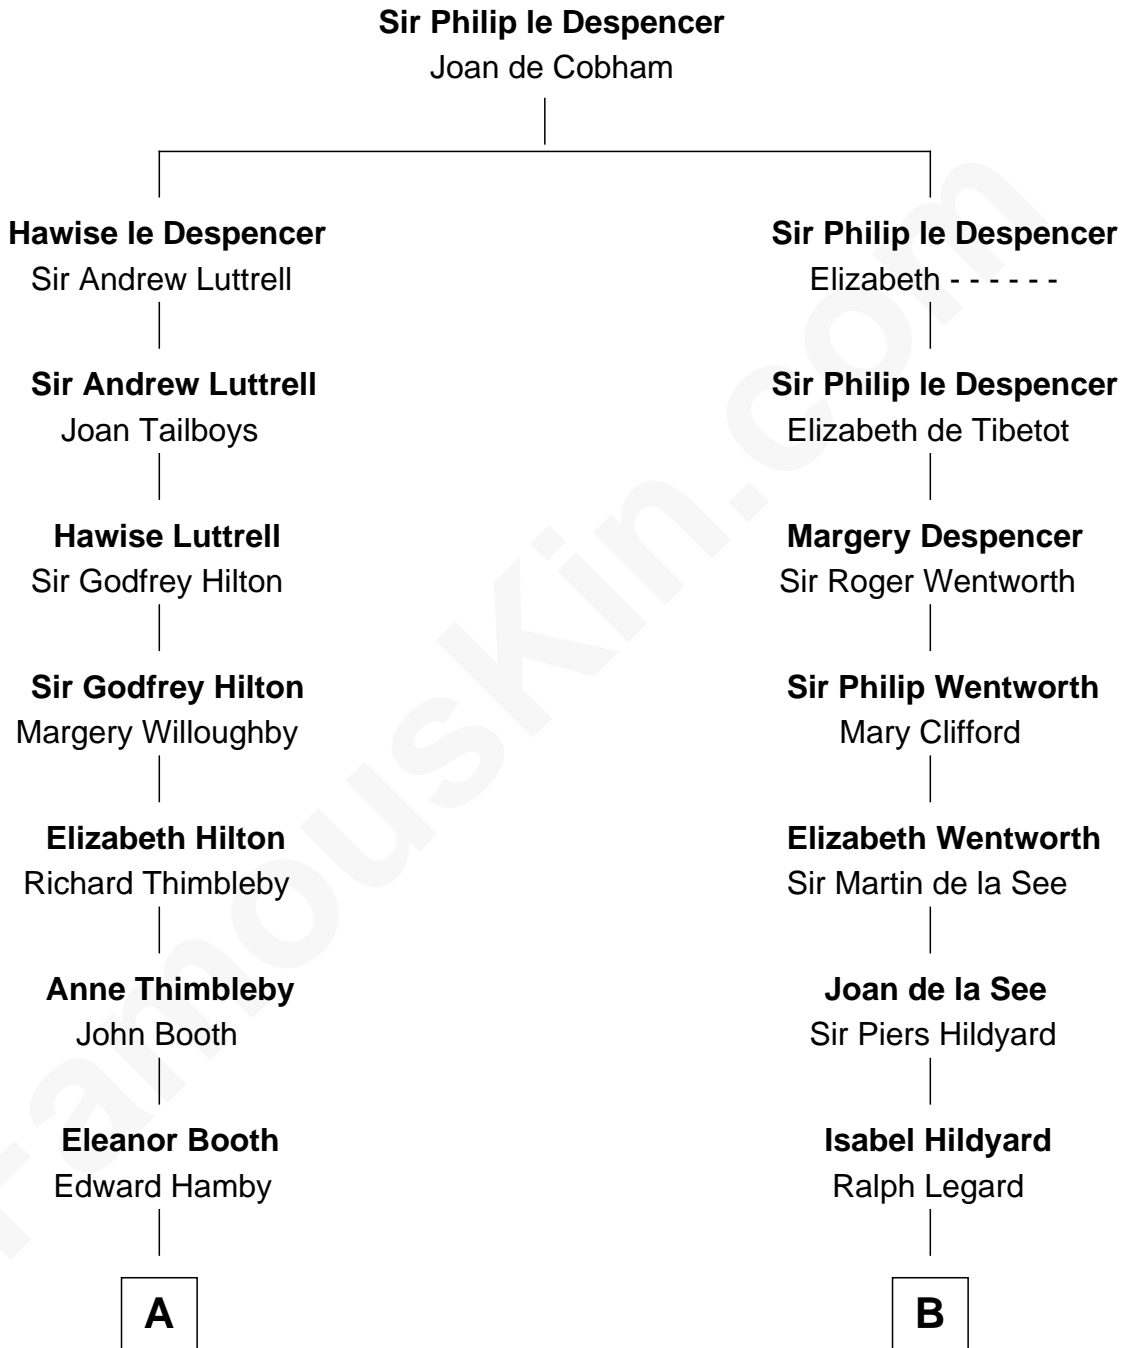 Sir Philip le Despencer
Joan de Cobham
Hawise le Despencer
Sir Andrew Luttrell
Sir Philip le Despencer
Elizabeth - - - - - -
Sir Andrew Luttrell
Joan Tailboys
Sir Philip le Despencer
Elizabeth de Tibetot
Hawise Luttrell
Sir Godfrey Hilton
Margery Despencer
Sir Roger Wentworth
Sir Godfrey Hilton
Margery Willoughby
Sir Philip Wentworth
Mary Clifford
Elizabeth Hilton
Richard Thimbleby
Elizabeth Wentworth
Sir Martin de la See
Anne Thimbleby
John Booth
Joan de la See
Sir Piers Hildyard
Eleanor Booth
Edward Hamby
Isabel Hildyard
Ralph Legard
A
B
FamousKin.com